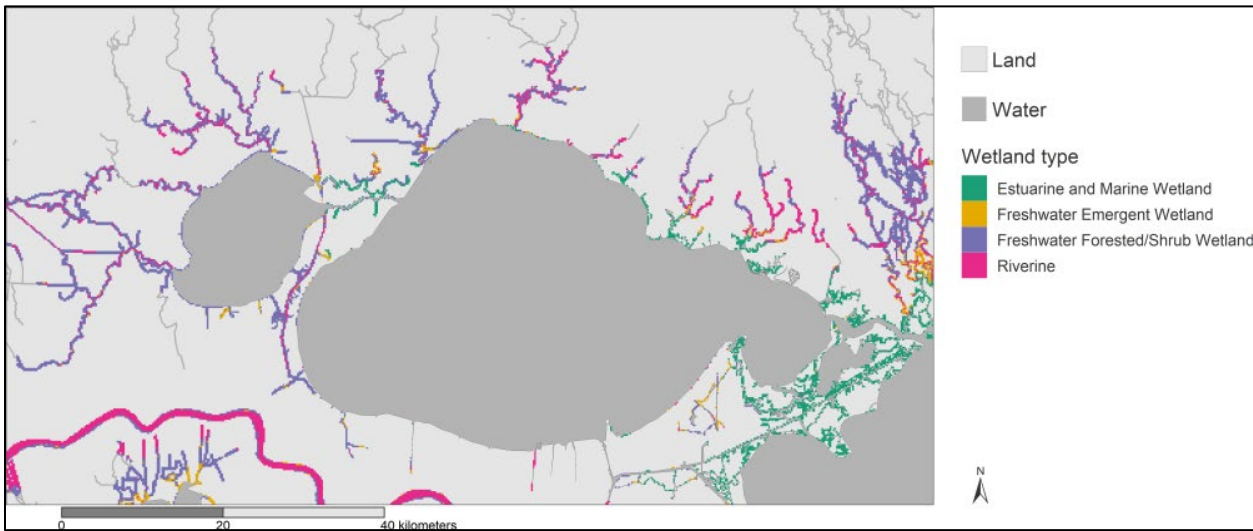 Land
Water
Wetland type
Estuarine and Marine Wetland
Freshwater Emergent Wetland
Freshwater Forested/Shrub Wetland
Riverine
N
0 20 40 kilometers